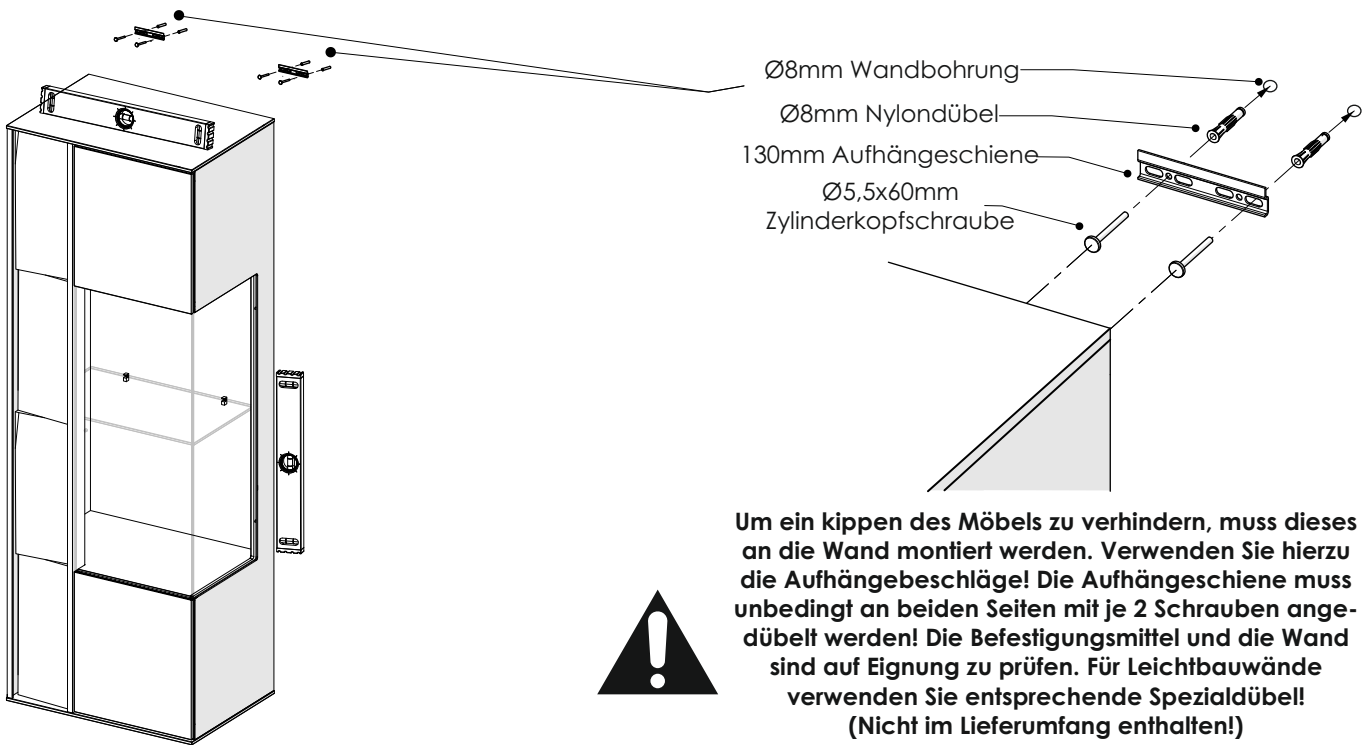 Ø8mm Wandbohrung
Ø8mm Nylondübel
130mm Aufhängeschiene
Ø5,5x60mm
Zylinderkopfschraube
Um ein kippen des Möbels zu verhindern, muss dieses
an die Wand montiert werden. Verwenden Sie hierzu
die Aufhängebeschläge! Die Aufhängeschiene muss
unbedingt an beiden Seiten mit je 2 Schrauben ange-
dübelt werden! Die Befestigungsmittel und die Wand
sind auf Eignung zu prüfen. Für Leichtbauwände
verwenden Sie entsprechende Spezialdübel!
(Nicht im Lieferumfang enthalten!)